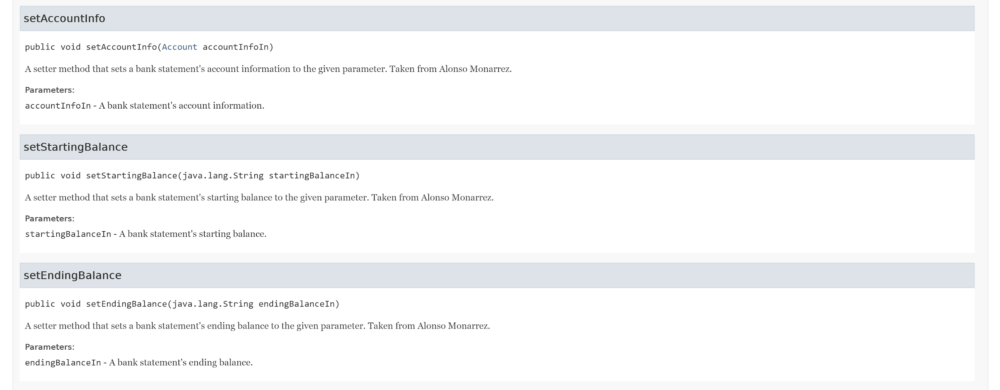 setAccountInfo
public void setAccountInfo(Account accountInfoIn)
A setter method that sets a bank statement's account information to the given parameter. Taken from Alonso Monarrez.
Parameters:
accountInfoIn - A bank statement's account information.
setStartingBalance
public void setStartingBalance(java.lang.String startingBalanceIn)
A setter method that sets a bank statement's starting balance to the given parameter. Taken from Alonso Monarrez.
Parameters:
startingBalanceIn - A bank statement's starting balance.
setEndingBalance
public void setEndingBalance(java.lang.String endingBalanceIn)
A setter method that sets a bank statement's ending balance to the given parameter. Taken from Alonso Monarrez.
Parameters:
endingBalanceIn - A bank statement's ending balance.